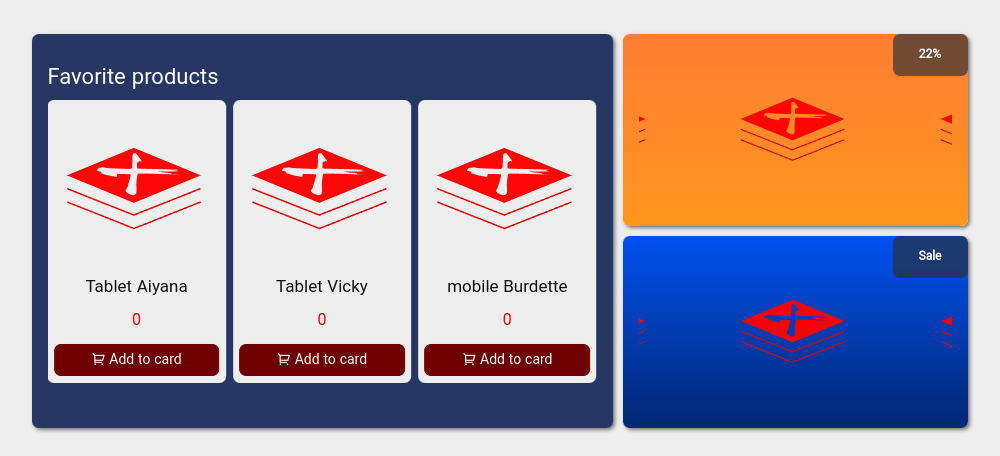 Favorite products
Tablet Aiyana
0
Add to card
Tablet Vicky
0
Add to card
mobile Burdette
0
Add to card
22%
Sale